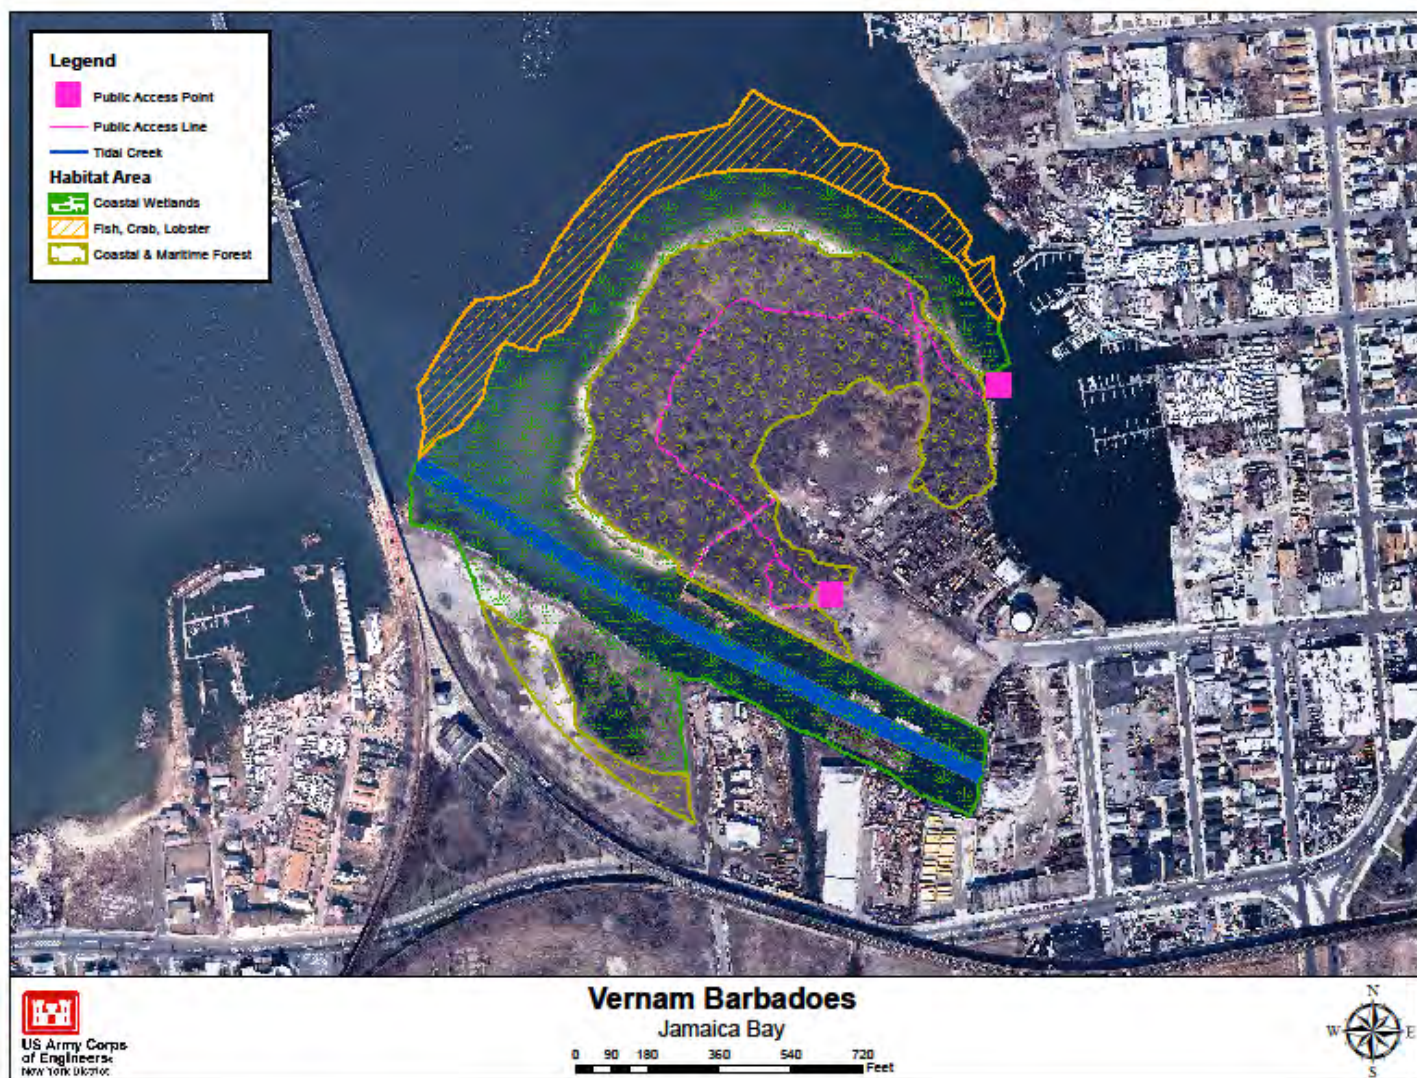 Legend
Public Access Point
Public Access Line
Tidal Creek
Habitat Area
Coastal Wetlands
Fish, Crab, Lobster
Coastal & Maritime Forest
Vernam Barbadoes
Jamaica Bay
0 90 180 360 540 720
Feet
US Army Corps
of Engineers
New York District
N
W E
S